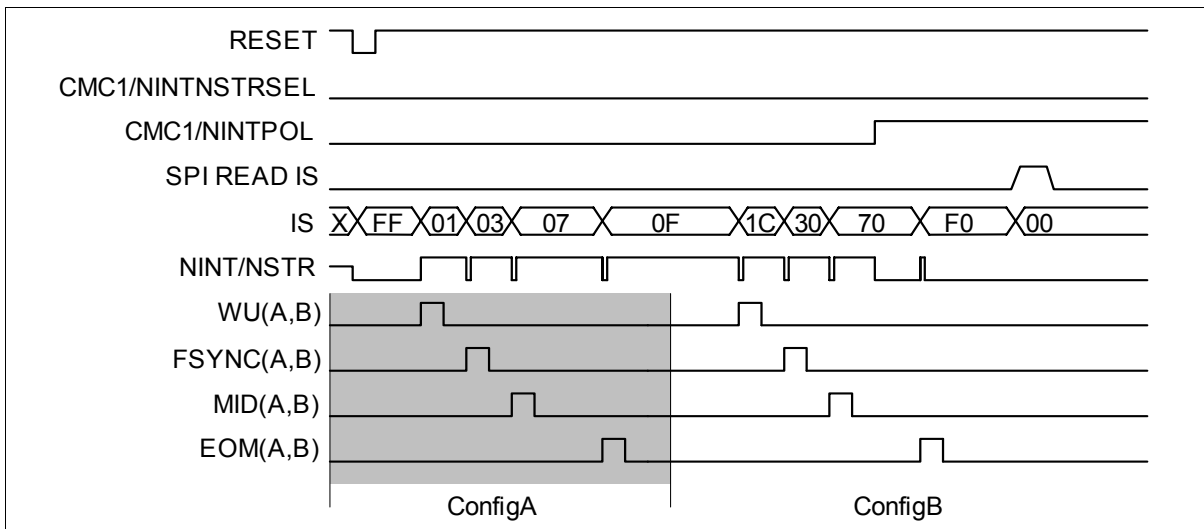 RESET
CMC1/NINTNSTRSEL
CMC1/NINTPOL
SPI READ IS
IS X FF 01 03 07 0F 1C 30 70 F0 00
NINT/NSTR
WU(A,B)
FSYNC(A,B)
MID(A,B)
EOM(A,B)
ConfigA ConfigB